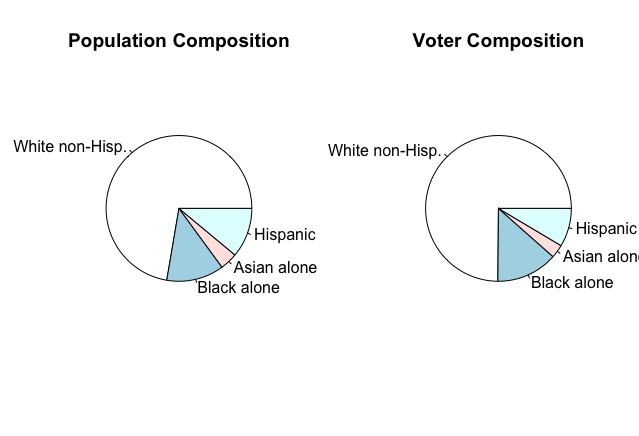 Population Composition
White non-Hisp.
Hispanic
Asian alone
Black alone
Voter Composition
White non-Hisp.
Hispanic
Asian alon
Black alone